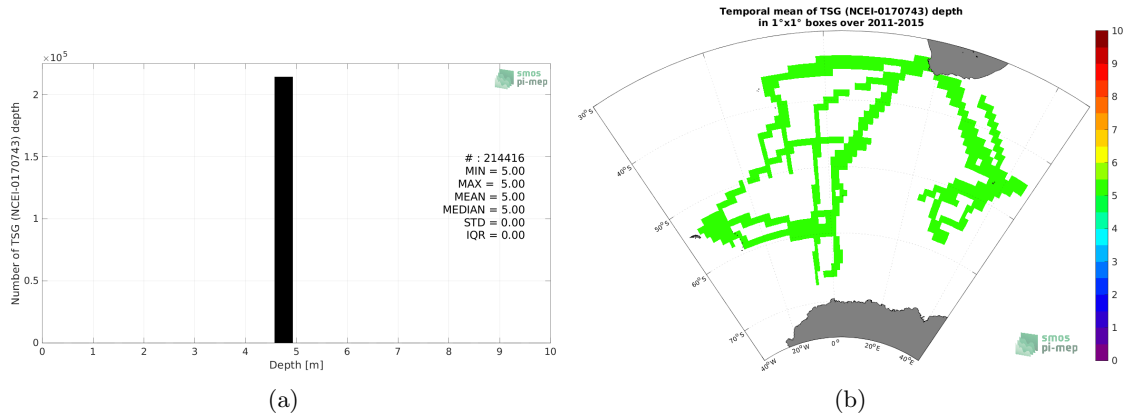 ×10⁵
2
1.5
1
0.5
0
0 1 2 3 4 5 6 7 8 9 10
Depth [m]
Number of TSG (NCEI-0170743) depth
smos
pi-mep
# : 214416
MIN = 5.00
MAX = 5.00
MEAN = 5.00
MEDIAN = 5.00
STD = 0.00
IQR = 0.00
(a)
Temporal mean of TSG (NCEI-0170743) depth
in 1°x1° boxes over 2011-2015
30°S
40°S
50°S
60°S
70°S
40°W
20°W
0°
20°E
40°E
10
9
8
7
6
5
4
3
2
1
0
smos
pi-mep
(b)